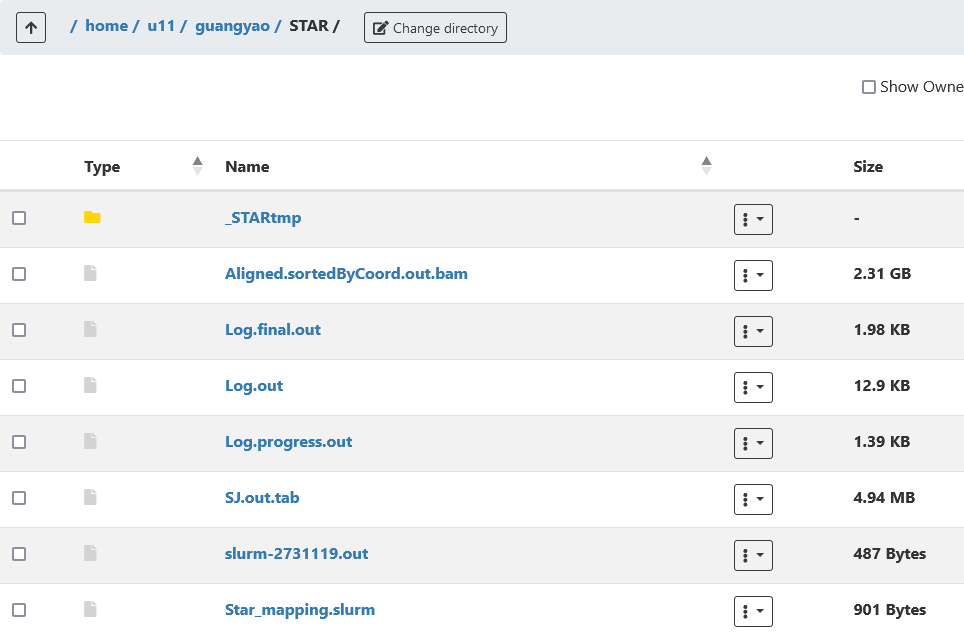 / home / u11 / guangyao / STAR / Change directory
Show Owne
Type Name Size
_STARtmp -
Aligned.sortedByCoord.out.bam 2.31 GB
Log.final.out 1.98 KB
Log.out 12.9 KB
Log.progress.out 1.39 KB
SJ.out.tab 4.94 MB
slurm-2731119.out 487 Bytes
Star_mapping.slurm 901 Bytes